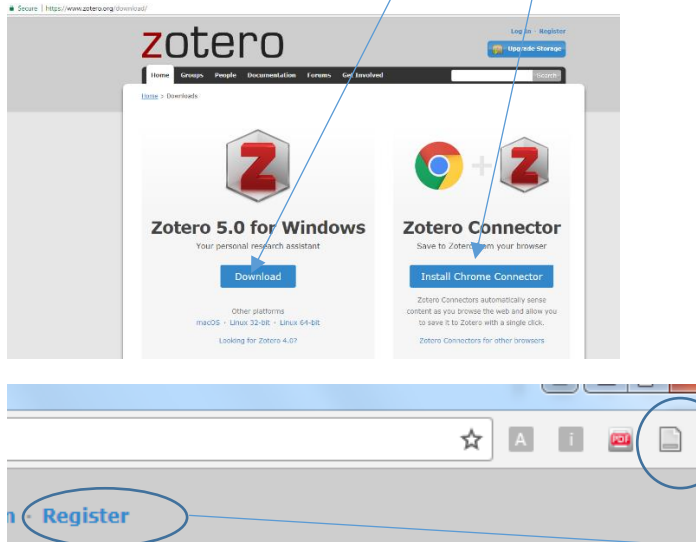 Secure | https://www.zotero.org/download/
zotero
Log In · Register
Upgrade Storage
Home Groups People Documentation Forums Get Involved
Search
Home > Downloads
Z
Z
Zotero 5.0 for Windows
Your personal research assistant
Download
Other platforms
macOS · Linux 32-bit · Linux 64-bit
Looking for Zotero 4.0?
Zotero Connector
Save to Zotero from your browser
Install Chrome Connector
Zotero Connectors automatically sense
content as you browse the web and allow you
to save it to Zotero with a single click.
Zotero Connectors for other browsers
A i PDF
n · Register